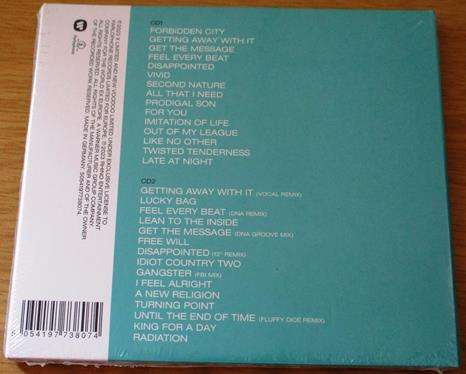 CD1
FORBIDDEN CITY
GETTING AWAY WITH IT
GET THE MESSAGE
FEEL EVERY BEAT
DISAPPOINTED
VIVID
SECOND NATURE
ALL THAT I NEED
PRODIGAL SON
FOR YOU
IMITATION OF LIFE
OUT OF MY LEAGUE
LIKE NO OTHER
TWISTED TENDERNESS
LATE AT NIGHT
CD2
GETTING AWAY WITH IT (VOCAL REMIX)
LUCKY BAG
FEEL EVERY BEAT (DNA REMIX)
LEAN TO THE INSIDE
GET THE MESSAGE (DNA GROOVE MIX)
FREE WILL
DISAPPOINTED (12" REMIX)
IDIOT COUNTRY TWO
GANGSTER (FBI MIX)
I FEEL ALRIGHT
A NEW RELIGION
TURNING POINT
UNTIL THE END OF TIME (FLUFFY DICE REMIX)
KING FOR A DAY
RADIATION
5 054197 738074